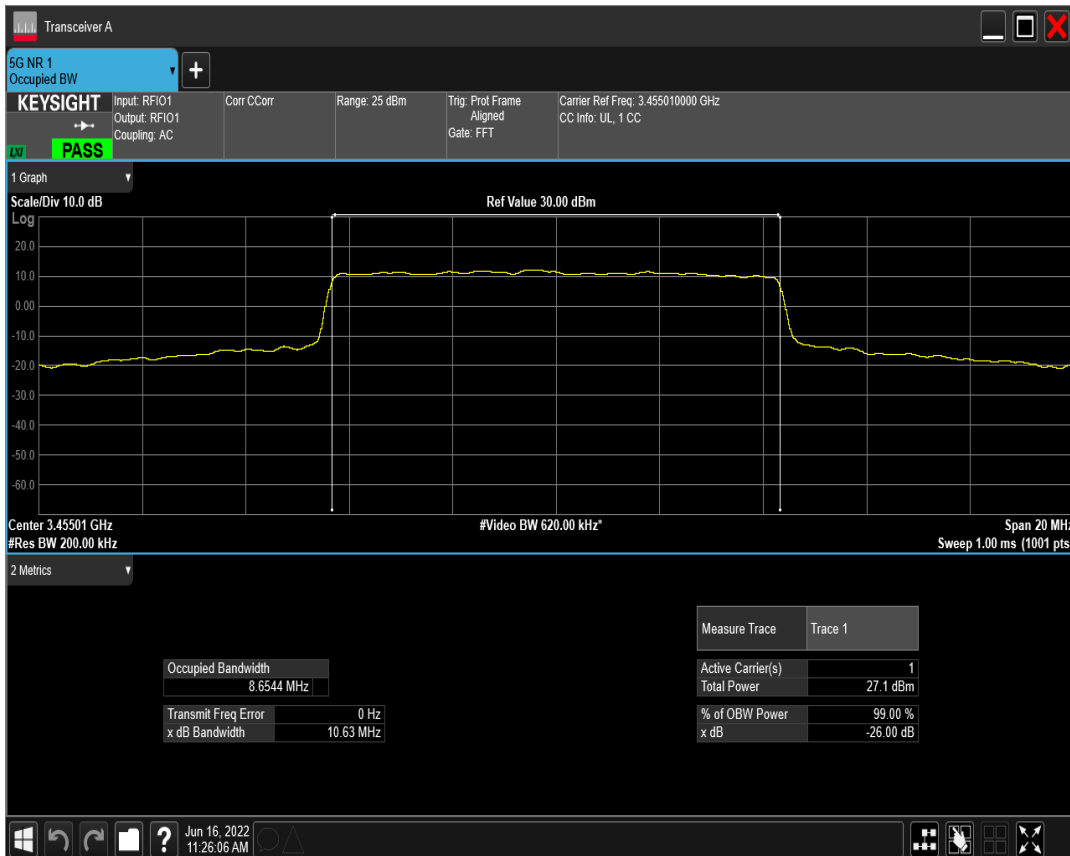 Transceiver A
5G NR 1
Occupied BW
KEYSIGHT
LXI
PASS
Input: RFIO1
Output: RFIO1
Coupling: AC
Corr CCorr
Range: 25 dBm
Trig: Prot Frame
Aligned
Gate: FFT
Carrier Ref Freq: 3.455010000 GHz
CC Info: UL, 1 CC
1 Graph
Scale/Div 10.0 dB
Ref Value 30.00 dBm
Log
20.0
10.0
0.00
-10.0
-20.0
-30.0
-40.0
-50.0
-60.0
Center 3.45501 GHz
#Video BW 620.00 kHz*
Span 20 MHz
#Res BW 200.00 kHz
Sweep 1.00 ms (1001 pts
2 Metrics
Measure Trace Trace 1
Occupied Bandwidth
8.6544 MHz
Active Carrier(s) 1
Total Power 27.1 dBm
Transmit Freq Error 0 Hz
x dB Bandwidth 10.63 MHz
% of OBW Power 99.00 %
x dB -26.00 dB
?
Jun 16, 2022
11:26:06 AM